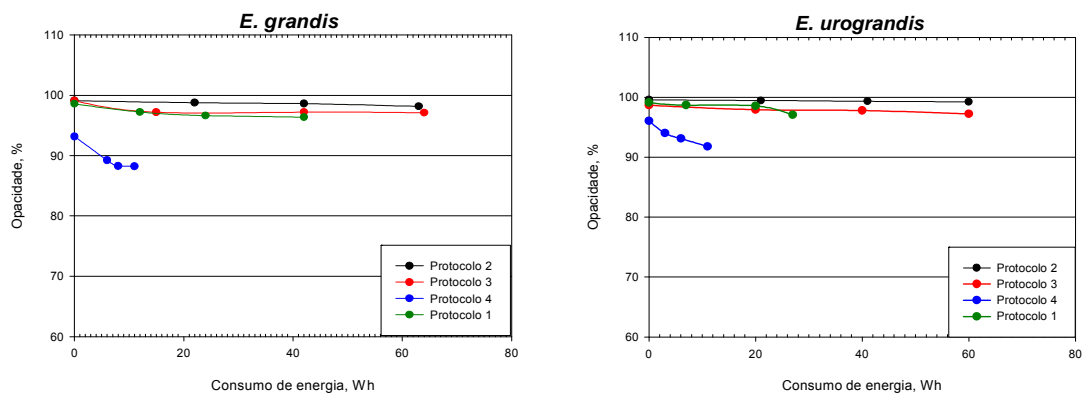 E. grandis
110
100
90
80
70
60
Opacidade, %
Protocolo 2
Protocolo 3
Protocolo 4
Protocolo 1
0 20 40 60 80
Consumo de energia, Wh
E. urograndis
110
100
90
80
70
60
Opacidade, %
Protocolo 2
Protocolo 3
Protocolo 4
Protocolo 1
0 20 40 60 80
Consumo de energia, Wh